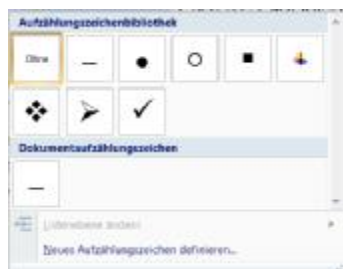 Aufzählungszeichenbibliothek
Ohne
Dokumentaufzählungszeichen
Listenebene ändern
Neues Aufzählungszeichen definieren...